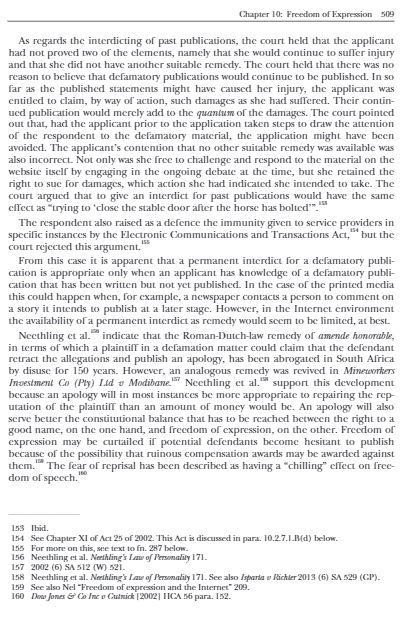 Chapter 10: Freedom of Expression 509
As regards the interdicting of past publications, the court held that the applicant
had not proved two of the elements, namely that she would continue to suffer injury
and that she did not have another suitable remedy. The court held that there was no
reason to believe that defamatory publications would continue to be published. In so
far as the published statements might have caused her injury, the applicant was
entitled to claim, by way of action, such damages as she had suffered. Their contin-
ued publication would merely add to the quantum of the damages. The court pointed
out that, had the applicant prior to the application taken steps to draw the attention
of the respondent to the defamatory material, the application might have been
avoided. The applicant's contention that no other suitable remedy was available was
also incorrect. Not only was she free to challenge and respond to the material on the
website itself by engaging in the ongoing debate at the time, but she retained the
right to sue for damages, which action she had indicated she intended to take. The
court argued that to give an interdict for past publications would have the same
effect as “trying to ‘close the stable door after the horse has bolted’”.153
The respondent also raised as a defence the immunity given to service providers in
specific instances by the Electronic Communications and Transactions Act,154 but the
court rejected this argument.155
From this case it is apparent that a permanent interdict for a defamatory publi-
cation is appropriate only when an applicant has knowledge of a defamatory publi-
cation that has been written but not yet published. In the case of the printed media
this could happen when, for example, a newspaper contacts a person to comment on
a story it intends to publish at a later stage. However, in the Internet environment
the availability of a permanent interdict as remedy would seem to be limited, at best.
Neethling et al.156 indicate that the Roman-Dutch-law remedy of amende honorable,
in terms of which a plaintiff in a defamation matter could claim that the defendant
retract the allegations and publish an apology, has been abrogated in South Africa
by disuse for 150 years. However, an analogous remedy was revived in Mineworkers
Investment Co (Pty) Ltd v Modibane.157 Neethling et al.158 support this development
because an apology will in most instances be more appropriate to repairing the rep-
utation of the plaintiff than an amount of money would be. An apology will also
serve better the constitutional balance that has to be reached between the right to a
good name, on the one hand, and freedom of expression, on the other. Freedom of
expression may be curtailed if potential defendants become hesitant to publish
because of the possibility that ruinous compensation awards may be awarded against
them.159 The fear of reprisal has been described as having a “chilling” effect on free-
dom of speech.160
153 Ibid.
154 See Chapter XI of Act 25 of 2002. This Act is discussed in para. 10.2.7.1.B(d) below.
155 For more on this, see text to fn. 287 below.
156 Neethling et al. Neethling's Law of Personality 171.
157 2002 (6) SA 512 (W) 521.
158 Neethling et al. Neethling's Law of Personality 171. See also Isparta v Richter 2013 (6) SA 529 (GP).
159 See also Nel “Freedom of expression and the Internet” 209.
160 Dow Jones & Co Inc v Gutnick [2002] HCA 56 para. 152.